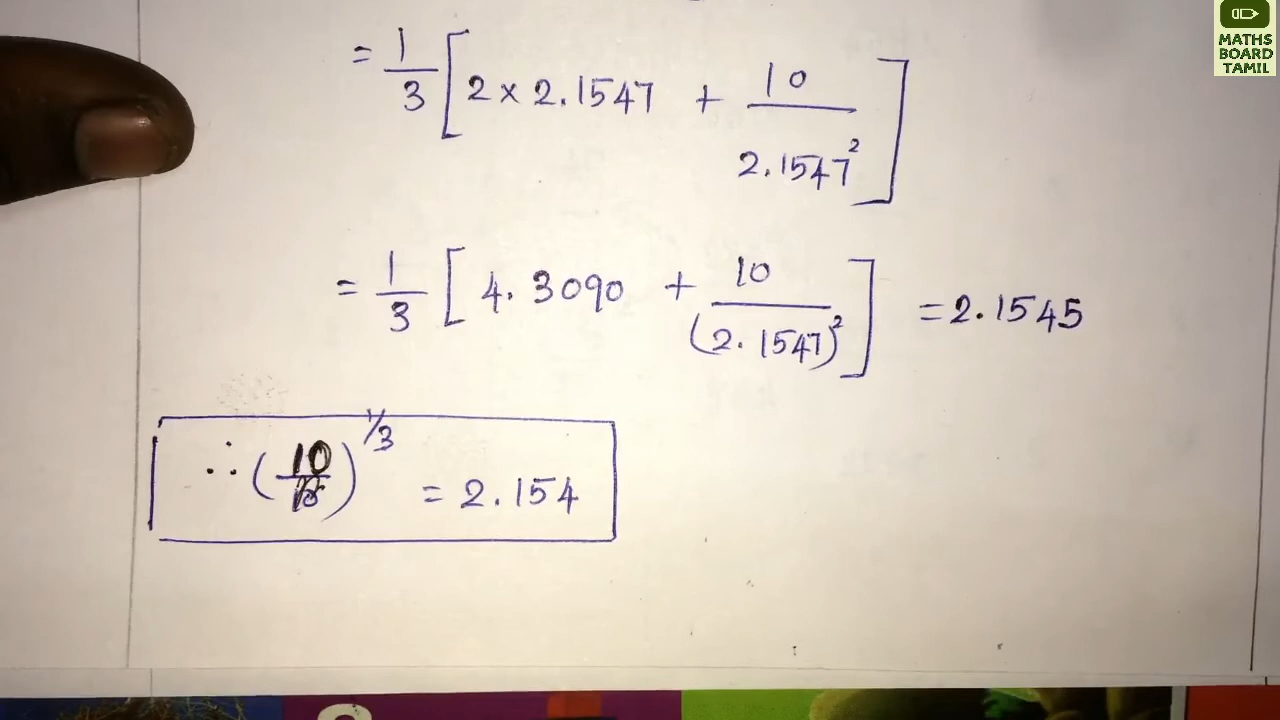 MATHS
BOARD
TAMIL
= 1/3 [2 × 2.1547 + 10/2.1547²]
= 1/3 [4.3090 + 10/(2.1547)²] = 2.1545
∴ (10/)^1/3 = 2.154